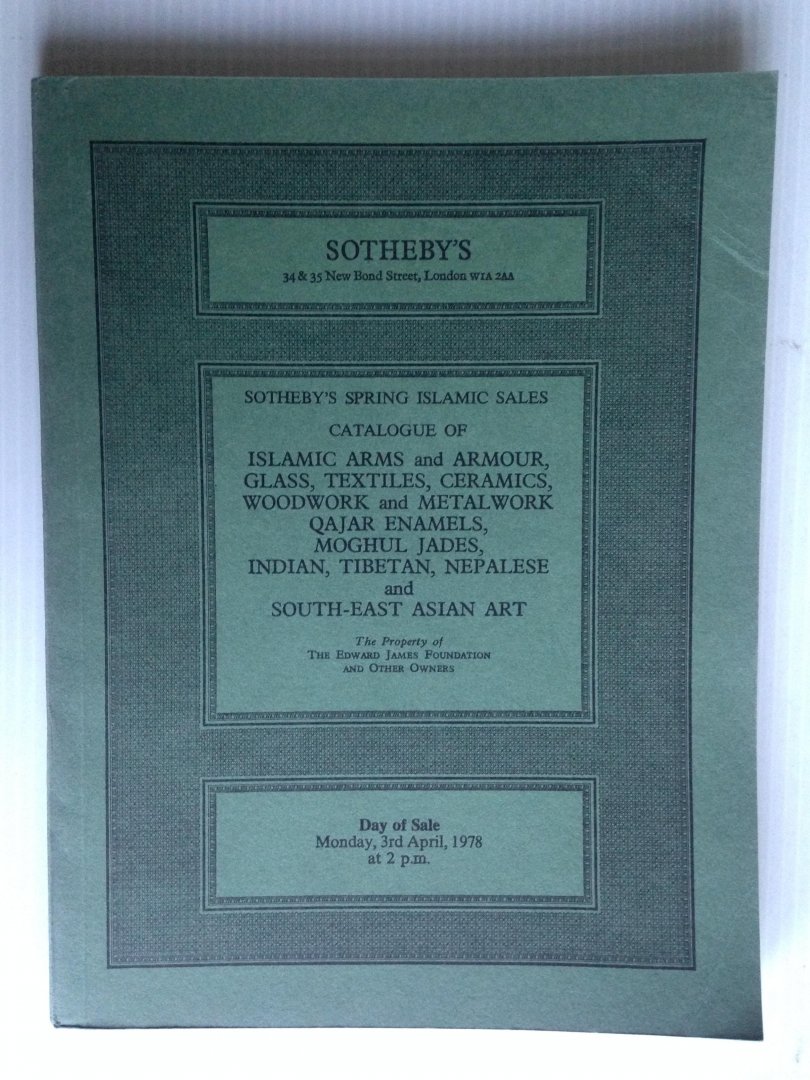 SOTHEBY'S
34 & 35 New Bond Street, London W1A 2AA
SOTHEBY'S SPRING ISLAMIC SALES
CATALOGUE OF
ISLAMIC ARMS and ARMOUR,
GLASS, TEXTILES, CERAMICS,
WOODWORK and METALWORK
QAJAR ENAMELS,
MOGHUL JADES,
INDIAN, TIBETAN, NEPALESE
and
SOUTH-EAST ASIAN ART
The Property of
THE EDWARD JAMES FOUNDATION
AND OTHER OWNERS
Day of Sale
Monday, 3rd April, 1978
at 2 p.m.